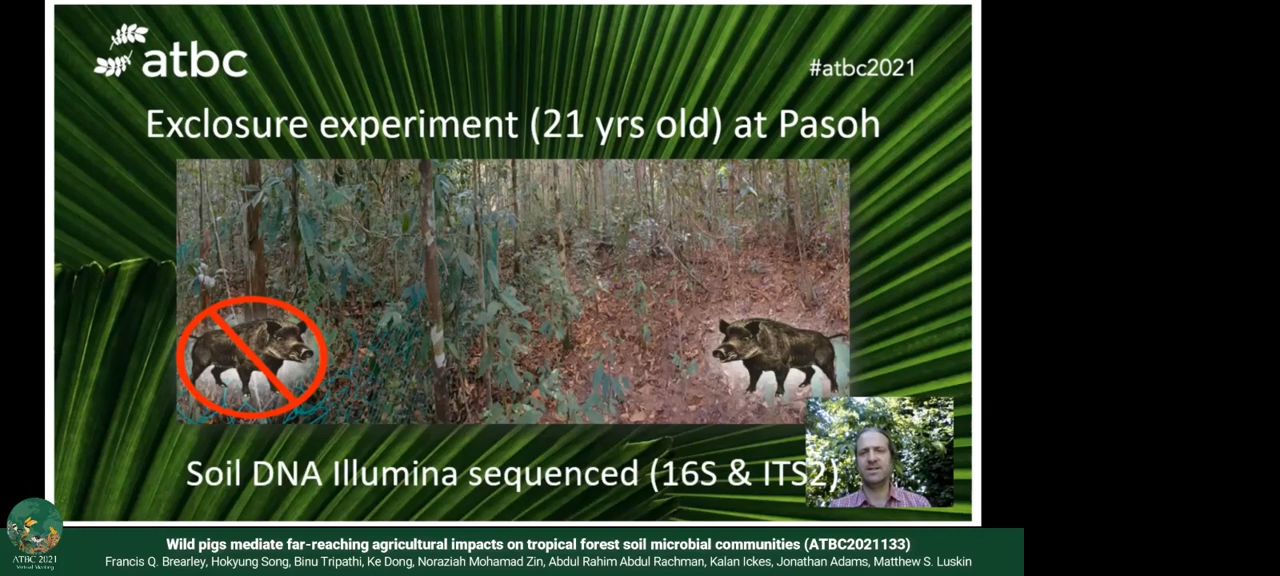 atbc
#atbc2021
Exclosure experiment (21 yrs old) at Pasoh
Soil DNA Illumina sequenced (16S & ITS2)
ATBC 2021
Virtual Meeting
Wild pigs mediate far-reaching agricultural impacts on tropical forest soil microbial communities (ATBC2021133)
Francis Q. Brearley, Hokyung Song, Binu Tripathi, Ke Dong, Noraziah Mohamad Zin, Abdul Rahim Abdul Rachman, Kalan Ickes, Jonathan Adams, Matthew S. Luskin